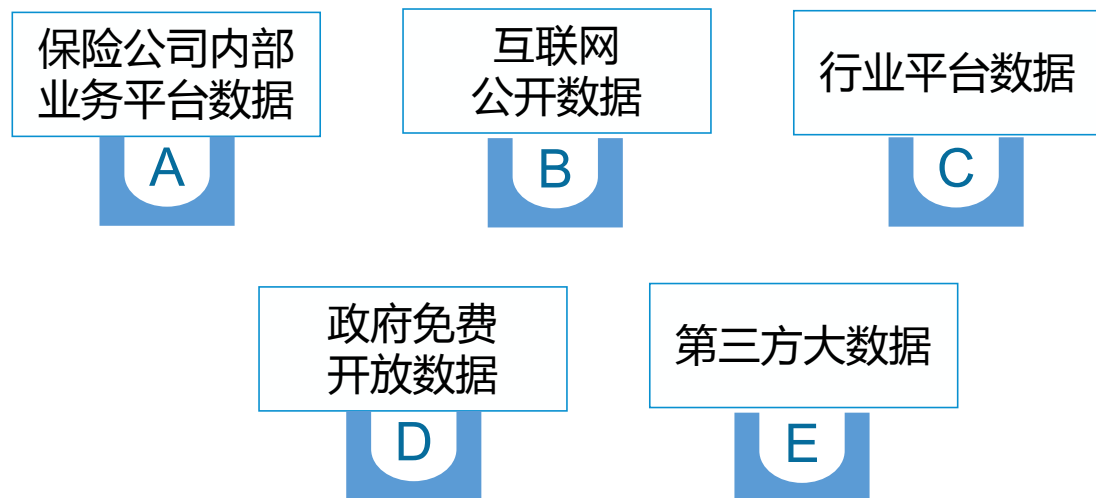 保险公司内部
业务平台数据
A
互联网
公开数据
B
行业平台数据
C
政府免费
开放数据
D
第三方大数据
E